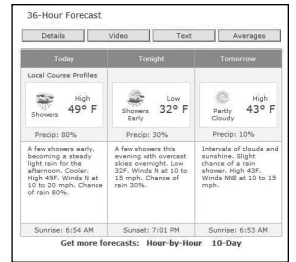 36-Hour Forecast
Details Video Text Averages
Today Tonight Tomorrow
Local Course Profiles
Showers High 49° F
Showers Early Low 32° F
Partly Cloudy High 43° F
Precip: 80% Precip: 30% Precip: 10%
A few showers early,
becoming a steady
light rain for the
afternoon. Cooler.
High 49F. Winds N at
10 to 20 mph. Chance
of rain 80%.
A few showers this
evening with overcast
skies overnight. Low
32F. Winds N at 10 to
15 mph. Chance of
rain 30%.
Intervals of clouds and
sunshine. Slight
chance of a rain
shower. High 43F.
Winds NNE at 10 to 15
mph.
Sunrise: 6:54 AM Sunset: 7:01 PM Sunrise: 6:53 AM
Get more forecasts: Hour-by-Hour 10-Day